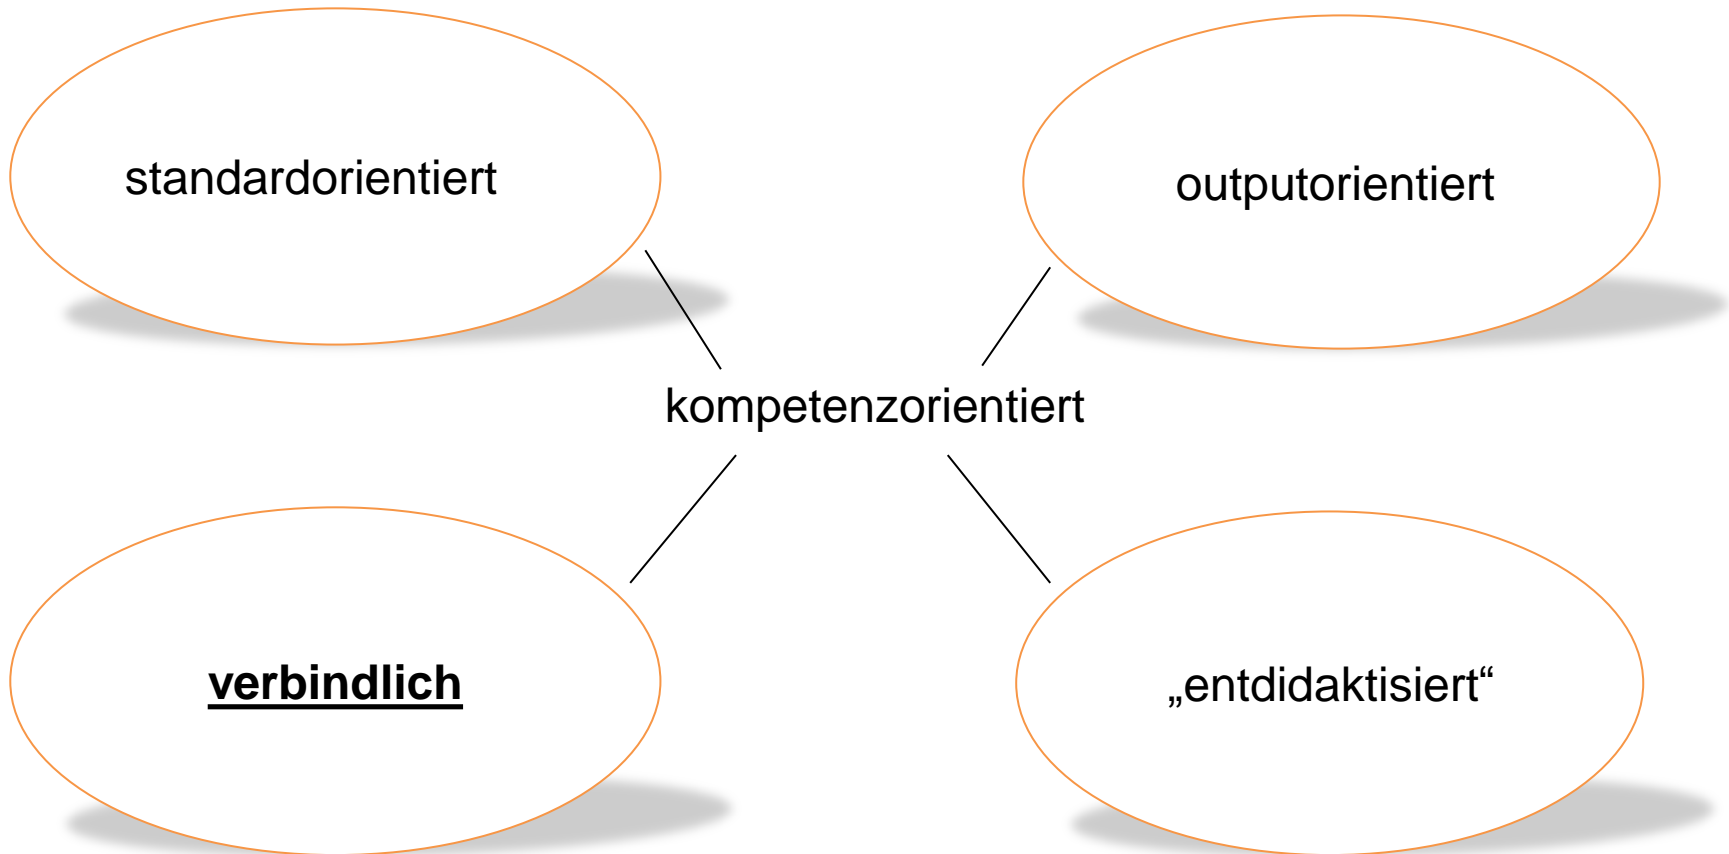 standardorientiert
outputorientiert
kompetenzorientiert
verbindlich
„entdidaktisiert“